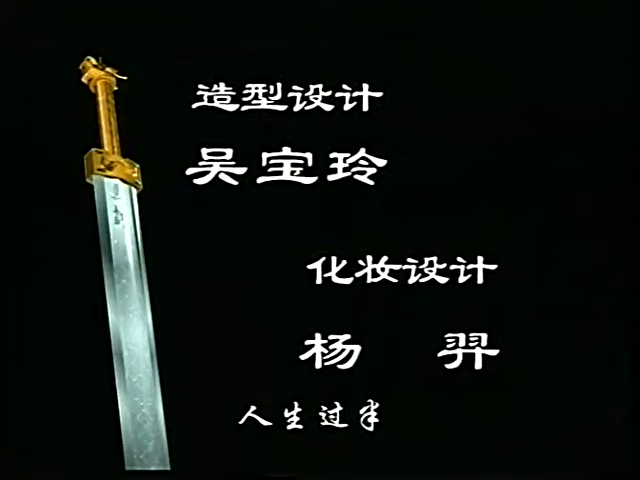 造型设计
吴宝玲
化妆设计
杨 羿
人生过半